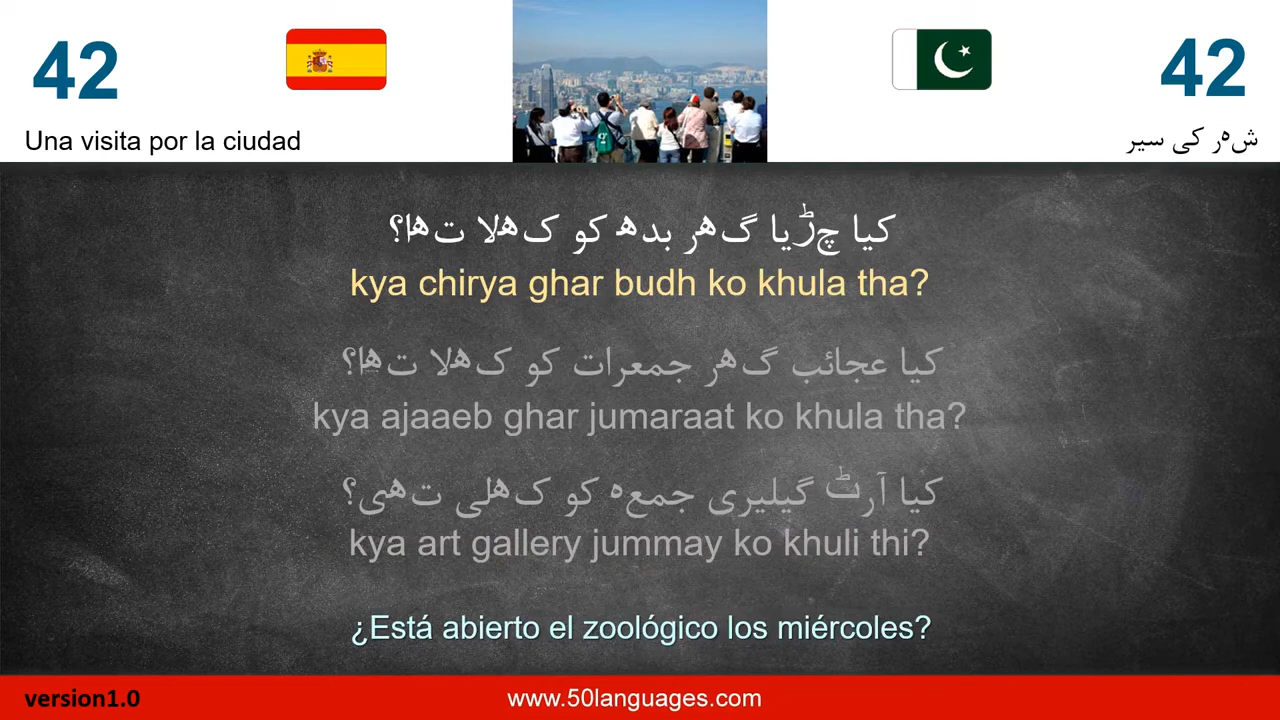 42
42
Una visita por la ciudad
شہر کی سیر
کیا چڑیا گھر بدھ کو کھلا تھا؟
kya chirya ghar budh ko khula tha?
کیا عجائب گھر جمعرات کو کھلا تھا؟
kya ajaaeb ghar jumaraat ko khula tha?
کیا آرٹ گیلیری جمعہ کو کھلی تھی؟
kya art gallery jummay ko khuli thi?
¿Está abierto el zoológico los miércoles?
version1.0
www.50languages.com